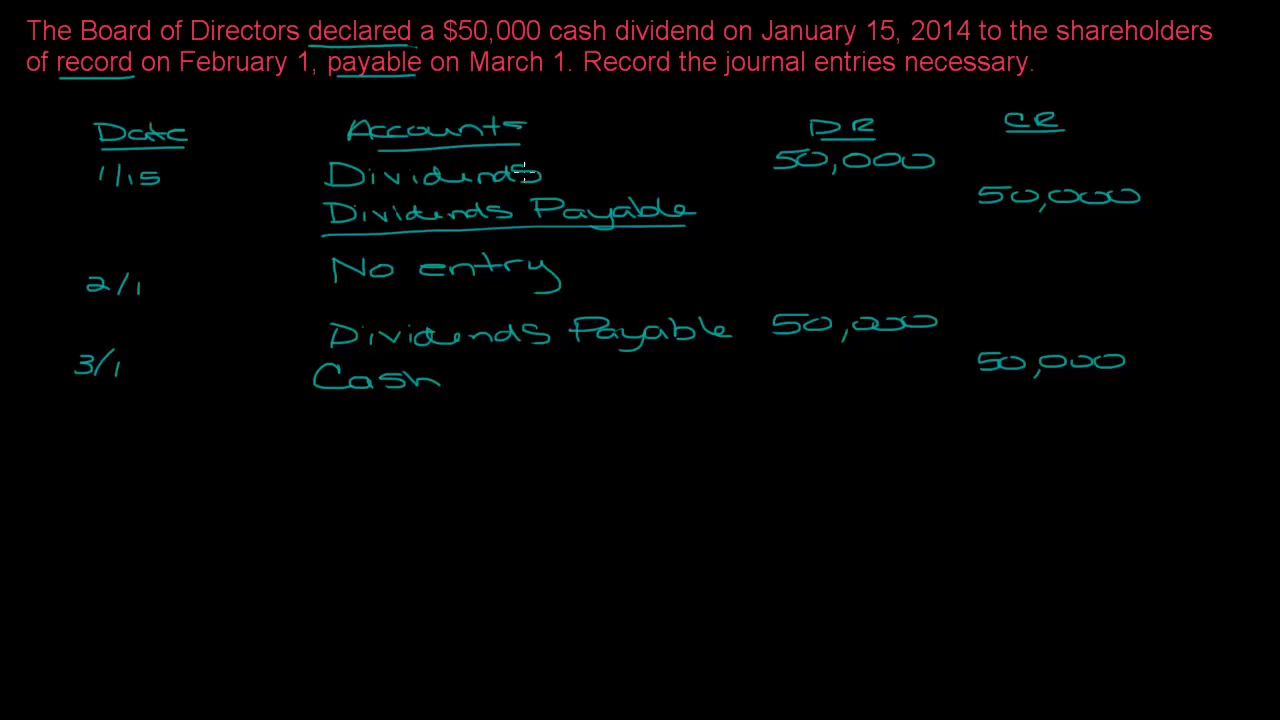 The Board of Directors declared a $50,000 cash dividend on January 15, 2014 to the shareholders
of record on February 1, payable on March 1. Record the journal entries necessary.
Date Accounts DR CR
1/15 Dividends 50,000
Dividends Payable 50,000
2/1 No entry
3/1 Dividends Payable 50,000
Cash 50,000